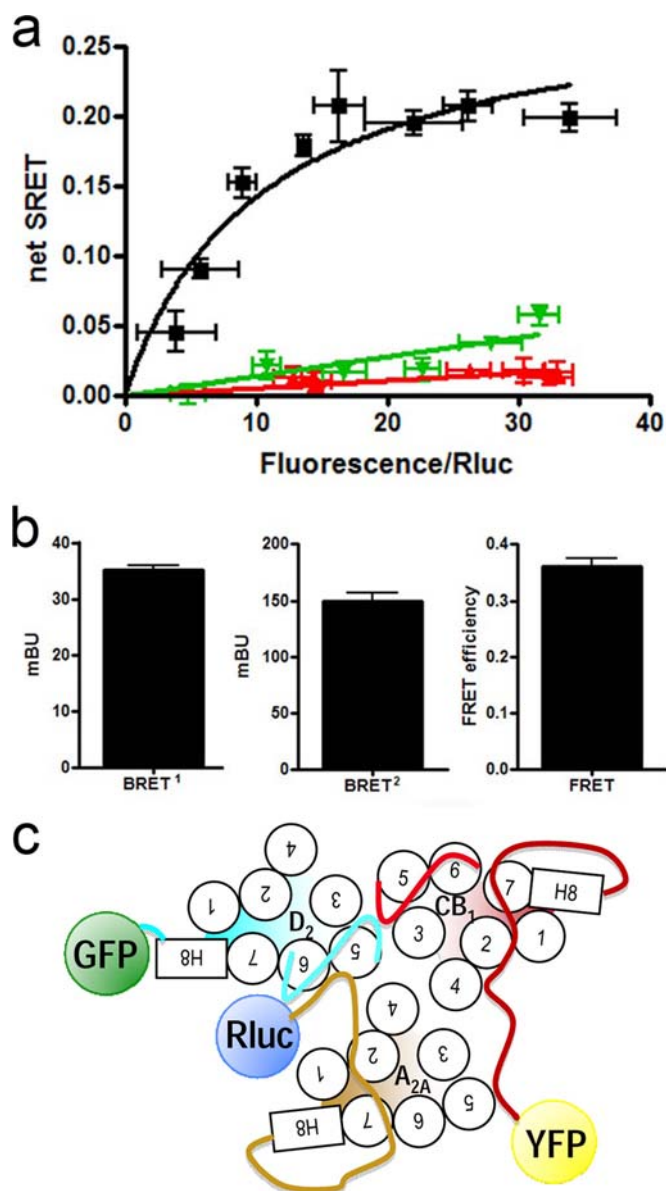 a
net SRET
0.25
0.20
0.15
0.10
0.05
0.00
0 10 20 30 40
Fluorescence/Rluc
b
mBU
40
30
20
10
0
BRET¹
mBU
200
150
100
50
0
BRET²
FRET efficiency
0.4
0.3
0.2
0.1
0.0
FRET
c
4
1 2 3
D₂
GFP
H8 7 6 5
5 6 7 H8
CB₁
3 2 1
4
Rluc
4
1 2 3
A₂A
H8 7 6 5
YFP